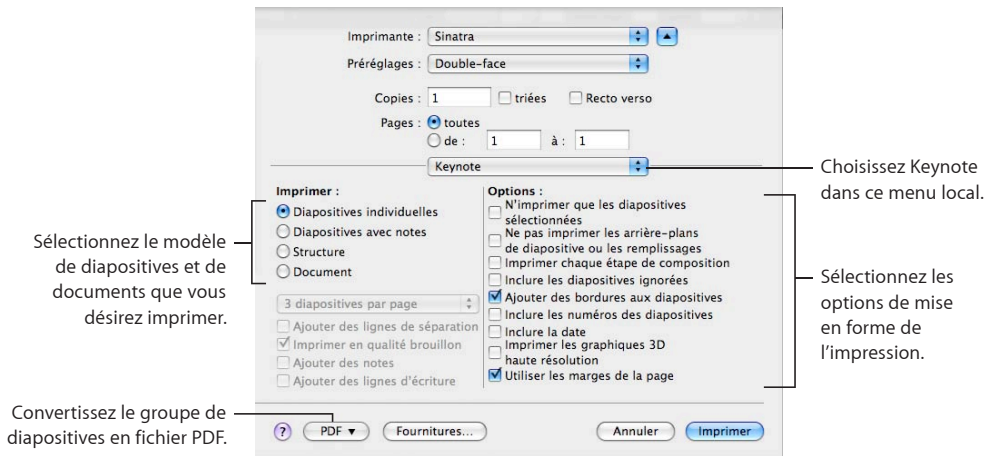 Imprimante : Sinatra
Préréglages : Double-face
Copies : 1 triées Recto verso
Pages : toutes
de : 1 à : 1
Keynote
Choisissez Keynote
dans ce menu local.
Imprimer :
Diapositives individuelles
Diapositives avec notes
Structure
Document
3 diapositives par page
Ajouter des lignes de séparation
Imprimer en qualité brouillon
Ajouter des notes
Ajouter des lignes d'écriture
Options :
N'imprimer que les diapositives
sélectionnées
Ne pas imprimer les arrière-plans
de diapositive ou les remplissages
Imprimer chaque étape de composition
Inclure les diapositives ignorées
Ajouter des bordures aux diapositives
Inclure les numéros des diapositives
Inclure la date
Imprimer les graphiques 3D
haute résolution
Utiliser les marges de la page
Sélectionnez le modèle
de diapositives et de
documents que vous
désirez imprimer.
Sélectionnez les
options de mise
en forme de
l'impression.
Convertissez le groupe de
diapositives en fichier PDF.
? PDF ▼ Fournitures... Annuler Imprimer